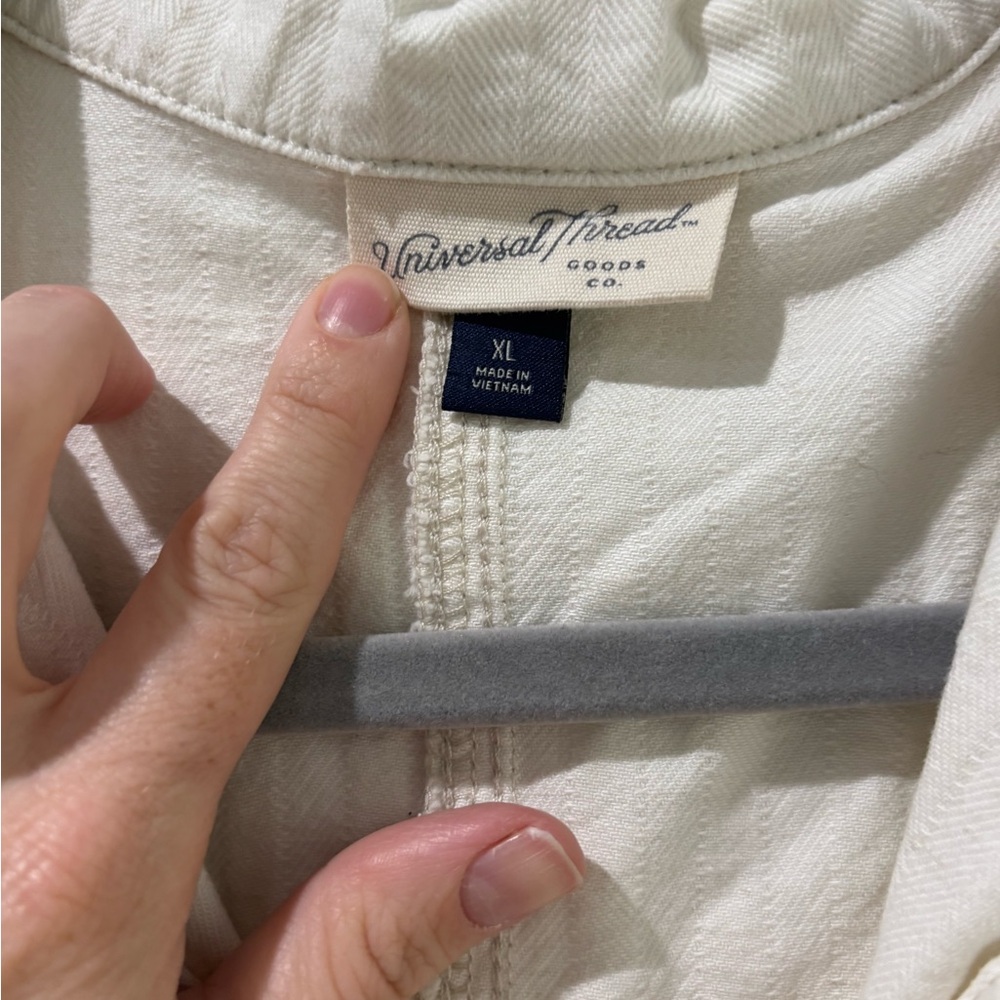 Universal Thread™
GOODS
CO.
XL
MADE IN
VIETNAM